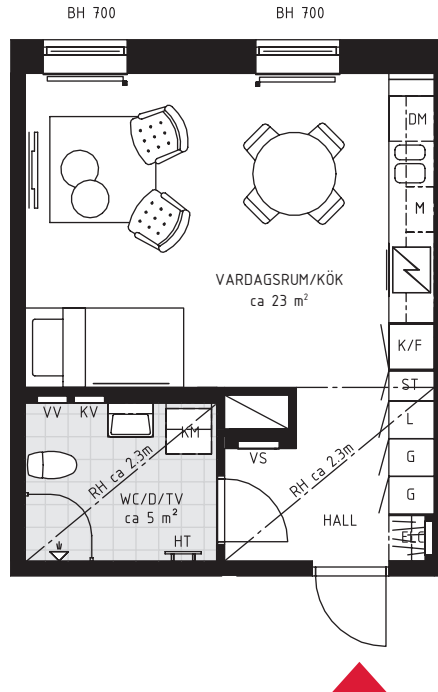 BH 700
BH 700
DM
M
VARDAGSRUM/KÖK
ca 23 m²
K/F
ST
VV
KV
KM
L
VS
G
RH ca 2.3m
RH ca 2.3m
WC/D/TV
ca 5 m²
G
HALL
HT
ELC